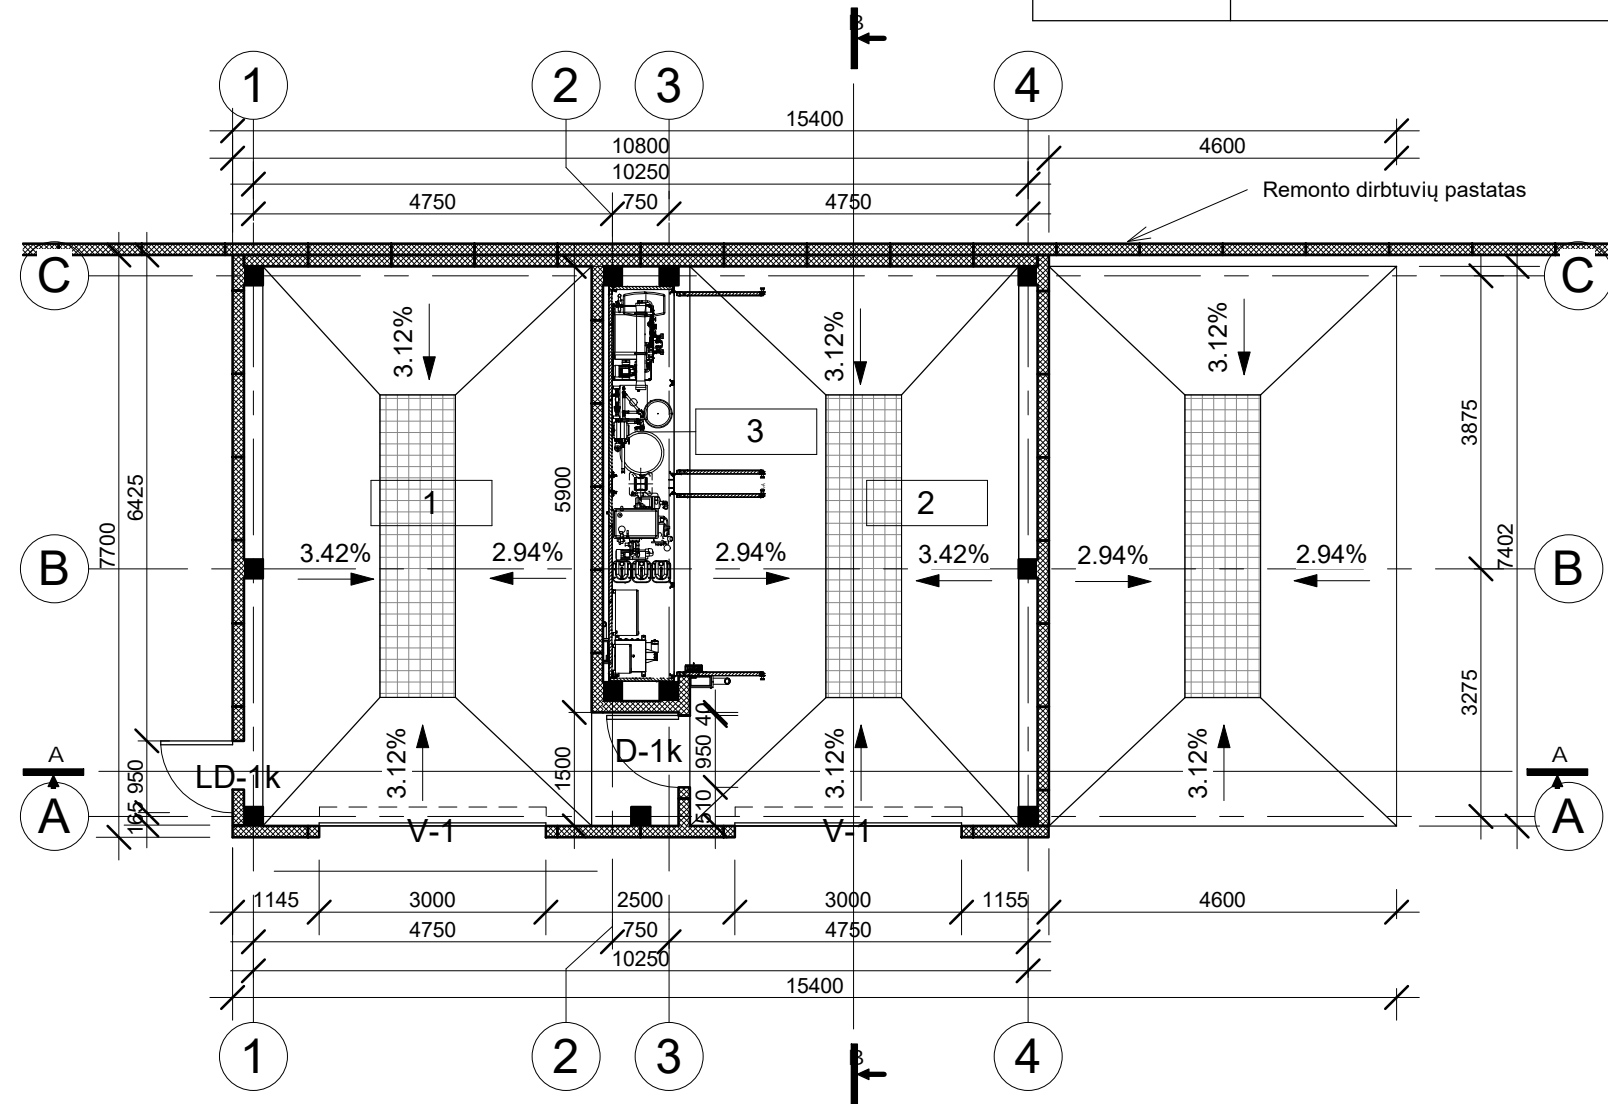 B
1 2 3 4
15400
10800 4600
10250
4750 750 4750
Remonto dirbtuvių pastatas
C C
3.12% 3.12% 3.12%
3
3875
6425 5900
1 2
7700 7402
B B
3.42% 2.94% 2.94% 3.42% 2.94% 2.94%
3275
40
D-1k
950
1500
A A
LD-1k
950
3.12% 3.12% 3.12%
A A
165 510
V-1 V-1
1145 3000 2500 3000 1155 4600
4750 750 4750
10250
15400
1 2 3 4
B